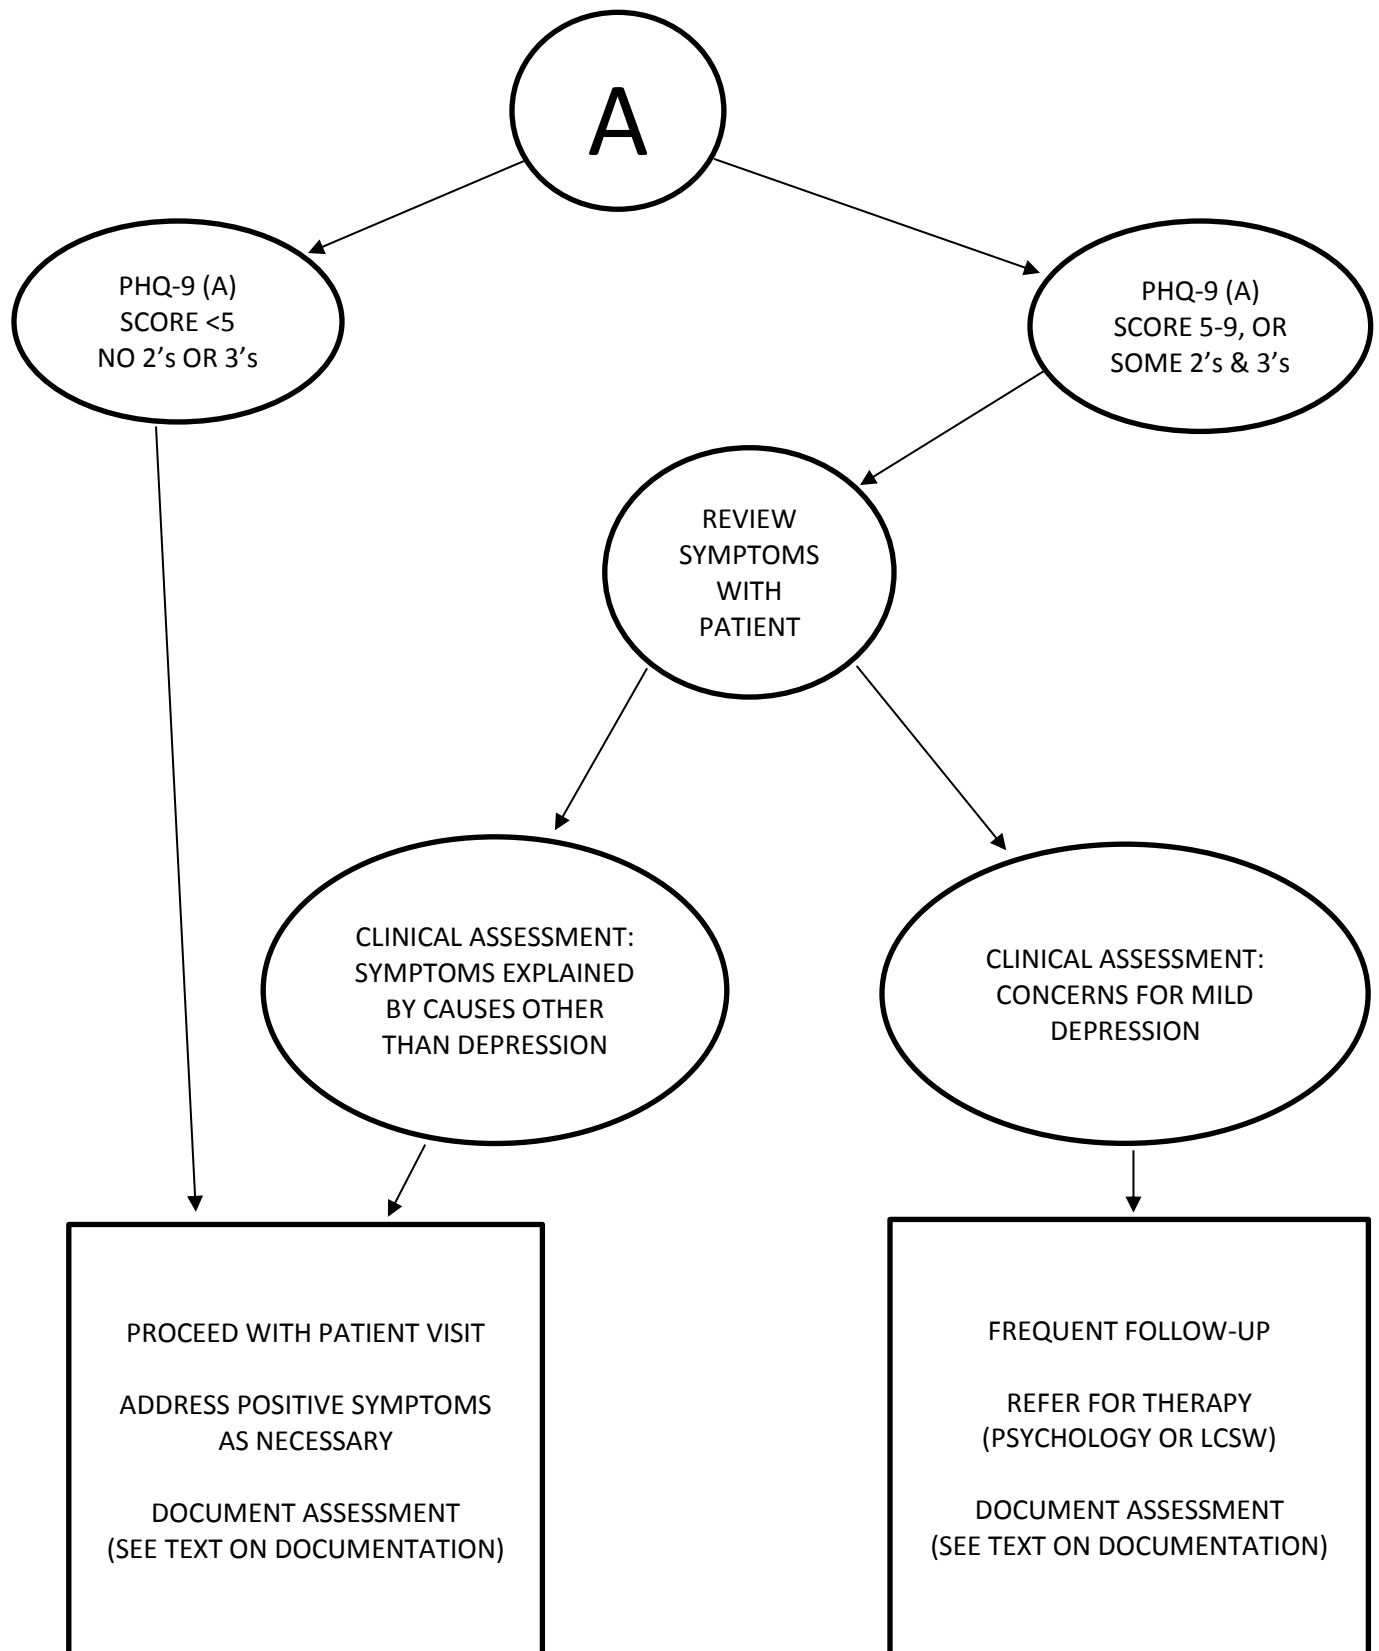 A
PHQ-9 (A)
SCORE <5
NO 2’s OR 3’s
PHQ-9 (A)
SCORE 5-9, OR
SOME 2’s & 3’s
REVIEW
SYMPTOMS
WITH
PATIENT
CLINICAL ASSESSMENT:
SYMPTOMS EXPLAINED
BY CAUSES OTHER
THAN DEPRESSION
CLINICAL ASSESSMENT:
CONCERNS FOR MILD
DEPRESSION
PROCEED WITH PATIENT VISIT
ADDRESS POSITIVE SYMPTOMS
AS NECESSARY
DOCUMENT ASSESSMENT
(SEE TEXT ON DOCUMENTATION)
FREQUENT FOLLOW-UP
REFER FOR THERAPY
(PSYCHOLOGY OR LCSW)
DOCUMENT ASSESSMENT
(SEE TEXT ON DOCUMENTATION)